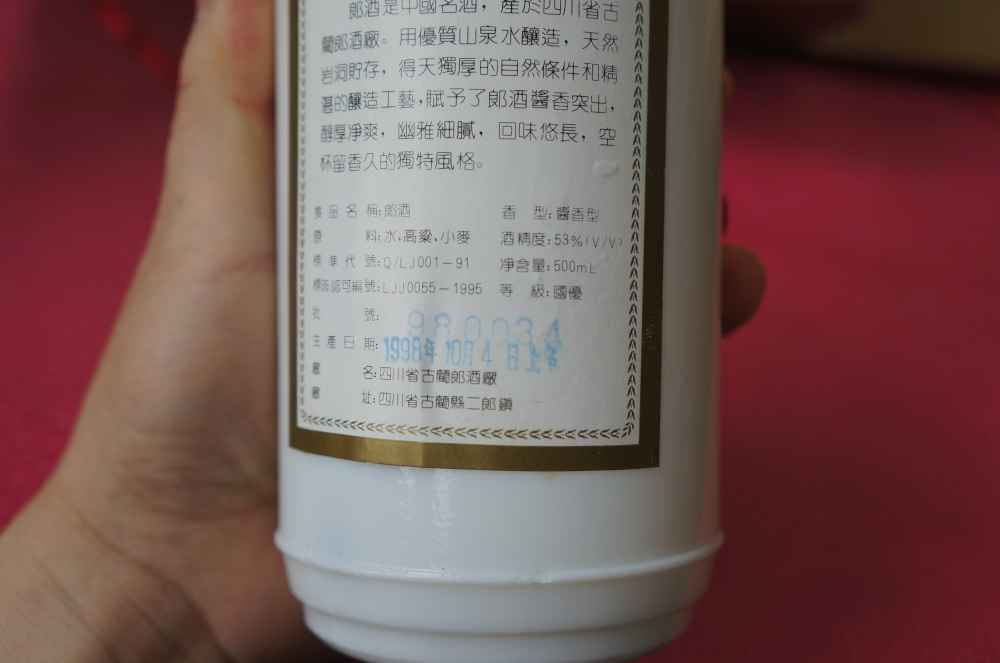 郎酒是中國名酒，產於四川省古
藺郎酒廠。用優質山泉水釀造，天然
岩洞貯存，得天獨厚的自然條件和精
湛的釀造工藝，賦予了郎酒醬香突出，
醇厚凈爽，幽雅細膩，回味悠長，空
杯留香久的獨特風格。
產品名稱：郎酒 香型：醬香型
原料：水、高粱、小麥 酒精度：53%(V/V)
標準代號：Q/LJ001-91 净含量：500mL
標簽認可編號：LJJ0055-1995 等級：國優
批號：
生產日期：1998年10月4日
廠名：四川省古藺郎酒廠
廠址：四川省古藺縣二郎鎮